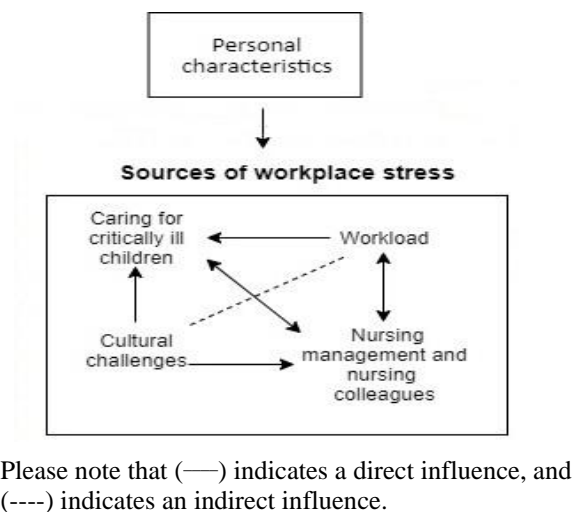 Personal
characteristics
Sources of workplace stress
Caring for
critically ill
children
Workload
Cultural
challenges
Nursing
management and
nursing
colleagues
Please note that (—–) indicates a direct influence, and
(----) indicates an indirect influence.